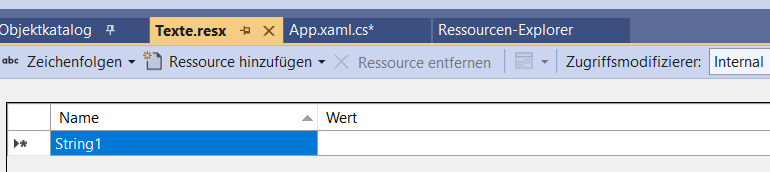 Objektkatalog Texte.resx App.xaml.cs* Ressourcen-Explorer
abc Zeichenfolgen Ressource hinzufügen Ressource entfernen Zugriffsmodifizierer: Internal
Name Wert
String1